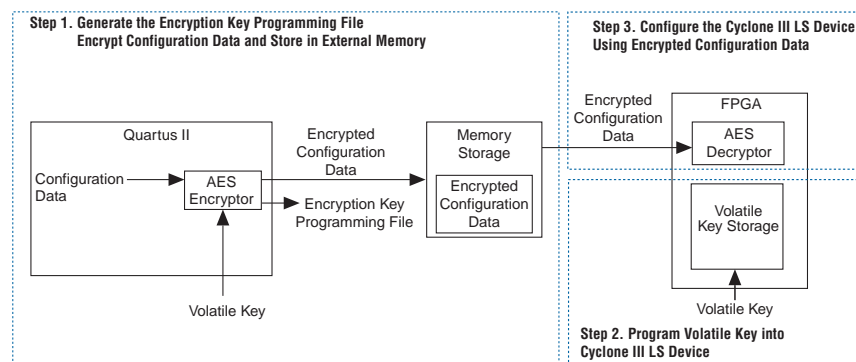 Step 1. Generate the Encryption Key Programming File
Encrypt Configuration Data and Store in External Memory
Quartus II
Configuration
Data
AES
Encryptor
Volatile Key
Encrypted
Configuration
Data
Encryption Key
Programming File
Memory
Storage
Encrypted
Configuration
Data
Step 3. Configure the Cyclone III LS Device
Using Encrypted Configuration Data
Encrypted
Configuration
Data
FPGA
AES
Decryptor
Volatile
Key Storage
Volatile Key
Step 2. Program Volatile Key into
Cyclone III LS Device